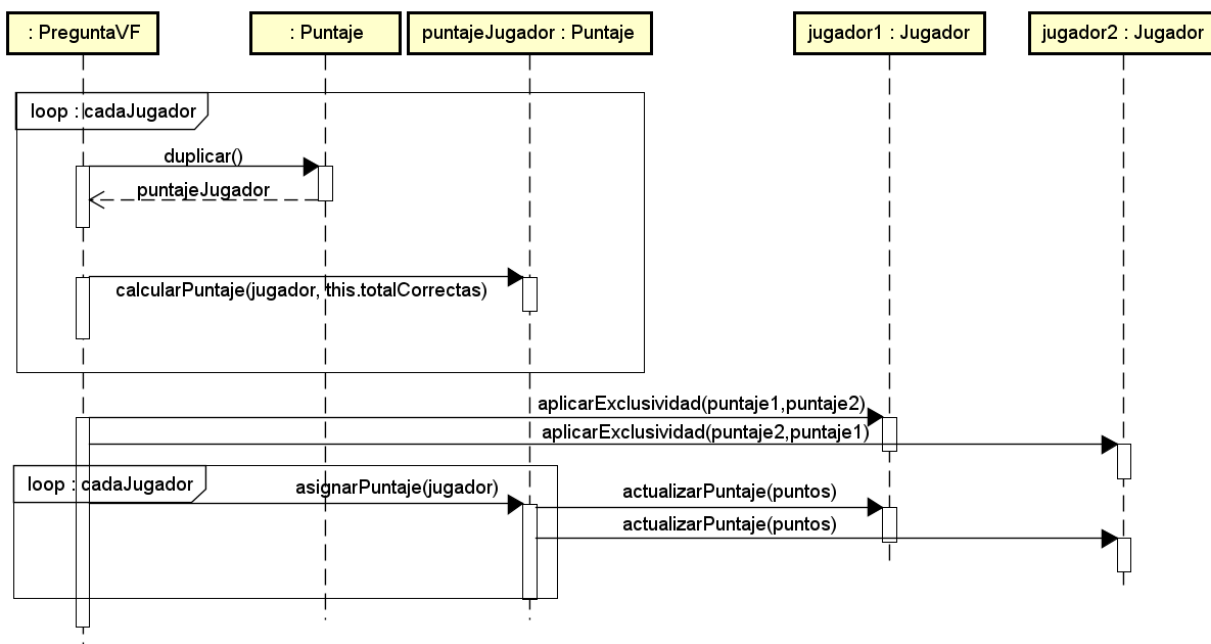 : PreguntaVF
: Puntaje
puntajeJugador : Puntaje
jugador1 : Jugador
jugador2 : Jugador
loop : cadaJugador
duplicar()
puntajeJugador
calcularPuntaje(jugador, this.totalCorrectas)
aplicarExclusividad(puntaje1,puntaje2)
aplicarExclusividad(puntaje2,puntaje1)
loop : cadaJugador
asignarPuntaje(jugador)
actualizarPuntaje(puntos)
actualizarPuntaje(puntos)